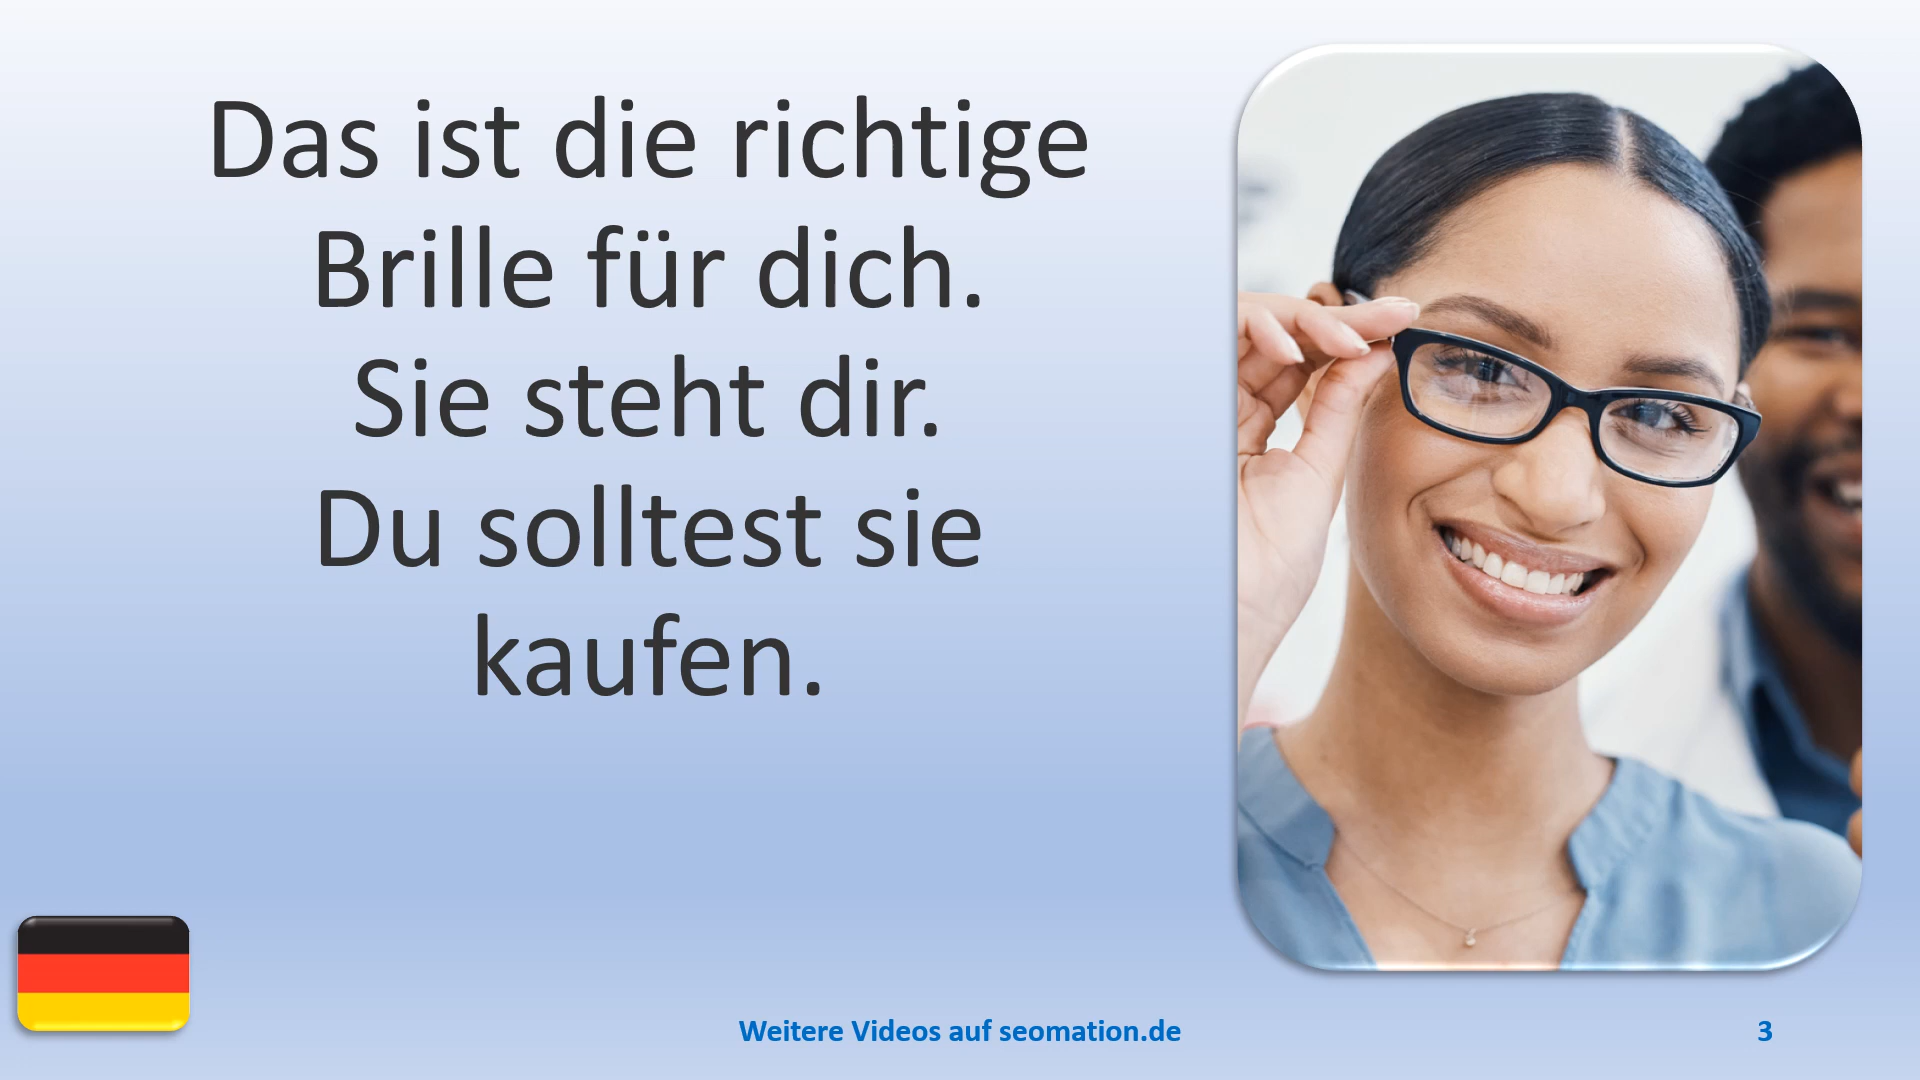 Das ist die richtige
Brille für dich.
Sie steht dir.
Du solltest sie
kaufen.
Weitere Videos auf seomation.de
3